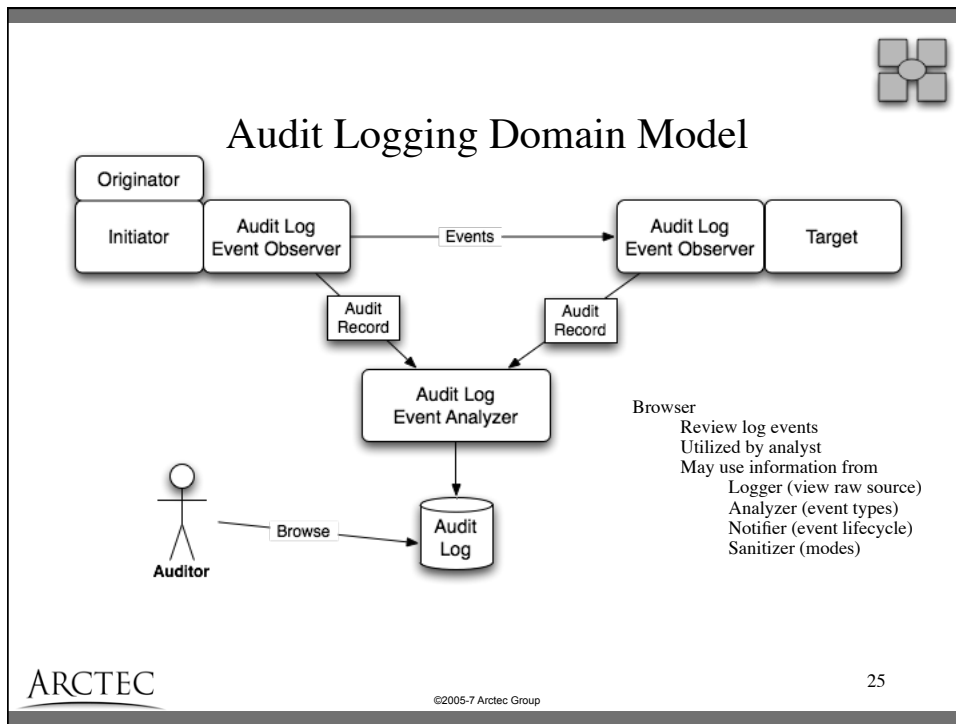 Audit Logging Domain Model
Originator
Initiator
Audit Log
Event Observer
Events
Audit Log
Event Observer
Target
Audit
Record
Audit
Record
Audit Log
Event Analyzer
Browser
Review log events
Utilized by analyst
May use information from
Logger (view raw source)
Analyzer (event types)
Notifier (event lifecycle)
Sanitizer (modes)
Browse
Audit
Log
Auditor
ARCTEC
©2005-7 Arctec Group
25